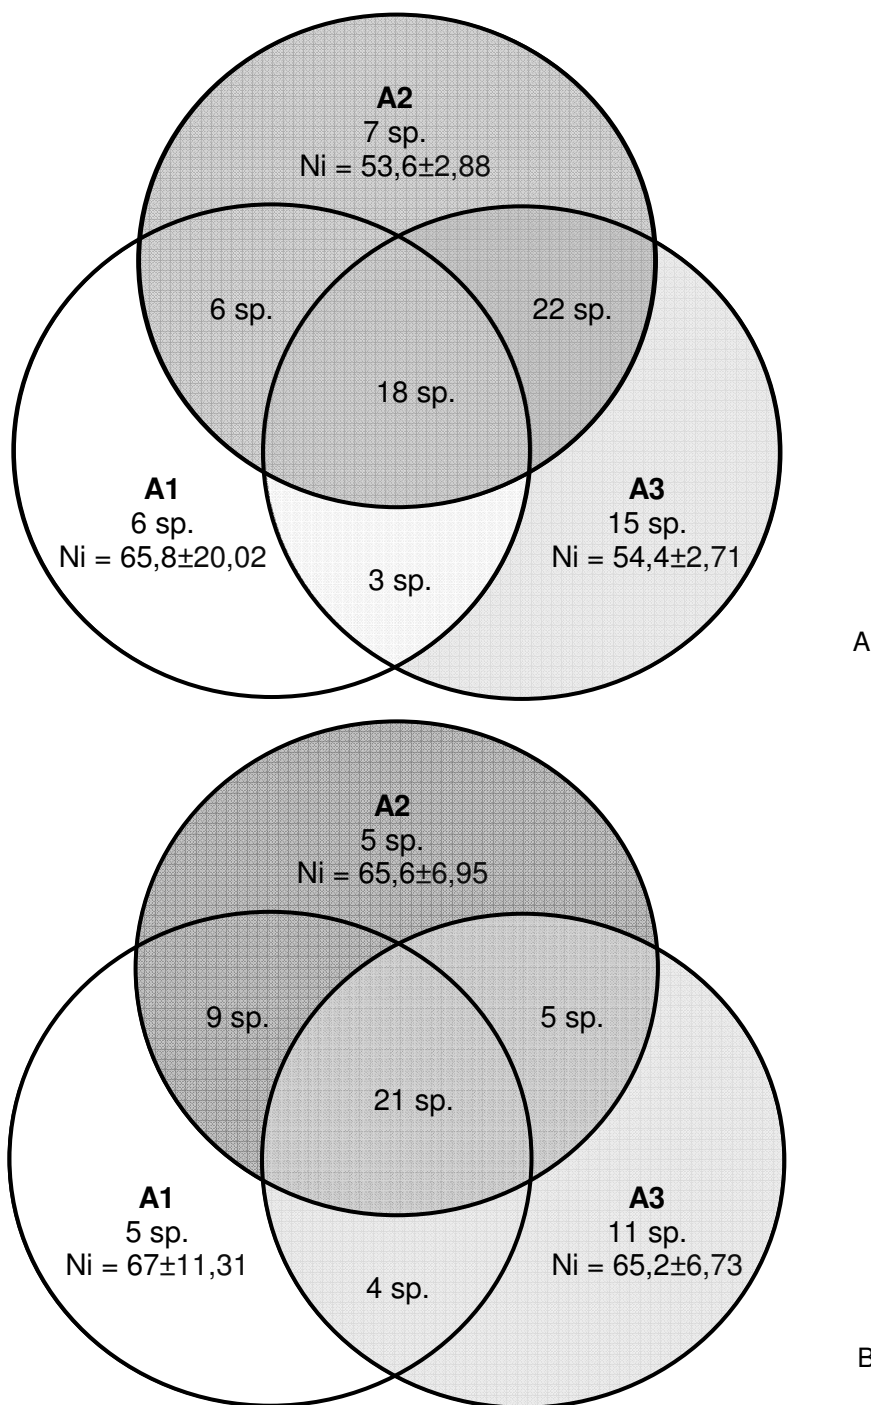 A2
7 sp.
Ni = 53,6±2,88
6 sp.
22 sp.
18 sp.
A1
6 sp.
Ni = 65,8±20,02
A3
15 sp.
Ni = 54,4±2,71
3 sp.
A
A2
5 sp.
Ni = 65,6±6,95
9 sp.
5 sp.
21 sp.
A1
5 sp.
Ni = 67±11,31
A3
11 sp.
Ni = 65,2±6,73
4 sp.
B